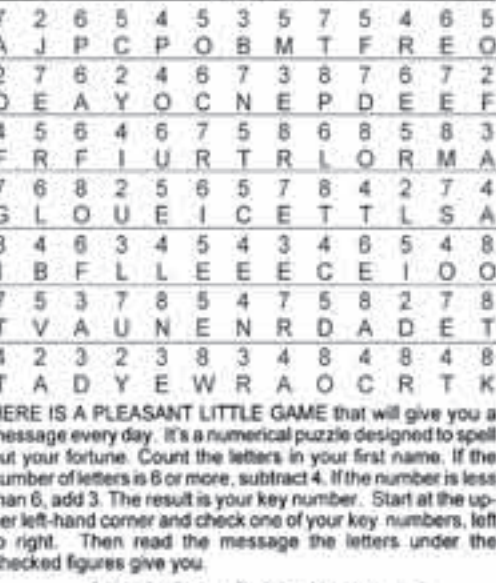 7 2 6 5 4 5 3 5 7 5 4 6 5
A J P C P O B M T F R E O
2 7 6 2 4 6 7 3 8 7 6 7 2
O E A Y O C N E P D E E F
4 5 6 4 6 7 5 8 6 8 5 8 3
F R F I U R T R L O R M A
7 6 8 2 5 6 5 7 8 4 2 7 4
G L O U E I C E T T L S A
3 4 6 3 4 5 4 3 4 6 5 4 8
I B F L L E E E C E I O O
7 5 3 7 8 5 4 7 5 8 2 7 8
T V A U N E N R D A D E T
4 2 3 2 3 8 3 4 8 4 8 4 8
T A D Y E W R A O C R T K
HERE IS A PLEASANT LITTLE GAME that will give you a
message every day. It's a numerical puzzle designed to spell
out your fortune. Count the letters in your first name. If the
number of letters is 6 or more, subtract 4. If the number is less
than 6, add 3. The result is your key number. Start at the up-
per left-hand corner and check one of your key numbers, left
to right. Then read the message the letters under the
checked figures give you.